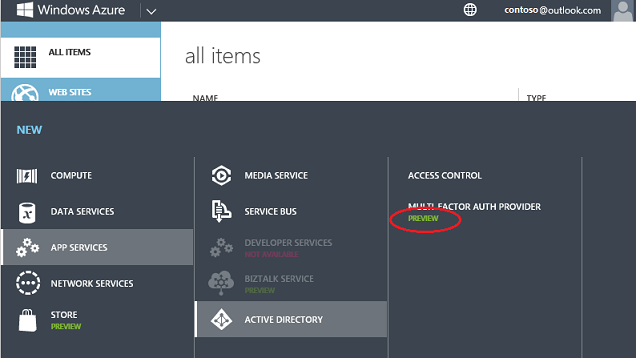 Windows Azure
contoso@outlook.com
ALL ITEMS
WEB SITES
all items
NAME
TYPE
NEW
COMPUTE
DATA SERVICES
APP SERVICES
NETWORK SERVICES
STORE
PREVIEW
MEDIA SERVICE
SERVICE BUS
DEVELOPER SERVICES
NOT AVAILABLE
BIZTALK SERVICE
PREVIEW
ACTIVE DIRECTORY
ACCESS CONTROL
MULTI-FACTOR AUTH PROVIDER
PREVIEW